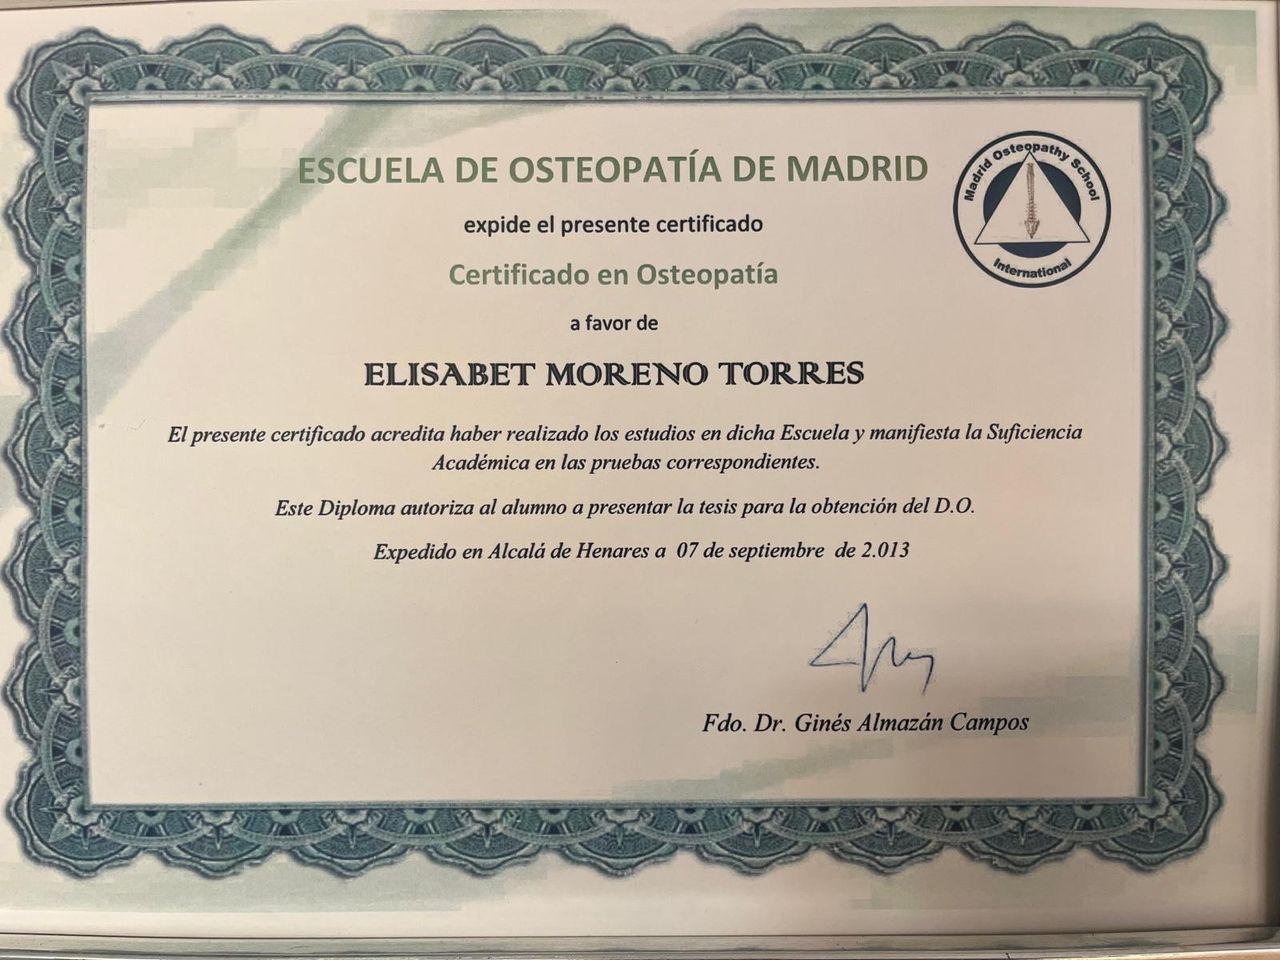 ESCUELA DE OSTEOPATÍA DE MADRID
Madrid Osteopathy School
International
expide el presente certificado
Certificado en Osteopatía
a favor de
ELISABET MORENO TORRES
El presente certificado acredita haber realizado los estudios en dicha Escuela y manifiesta la Suficiencia
Académica en las pruebas correspondientes.
Este Diploma autoriza al alumno a presentar la tesis para la obtención del D.O.
Expedido en Alcalá de Henares a 07 de septiembre de 2.013
Fdo. Dr. Ginés Almazán Campos